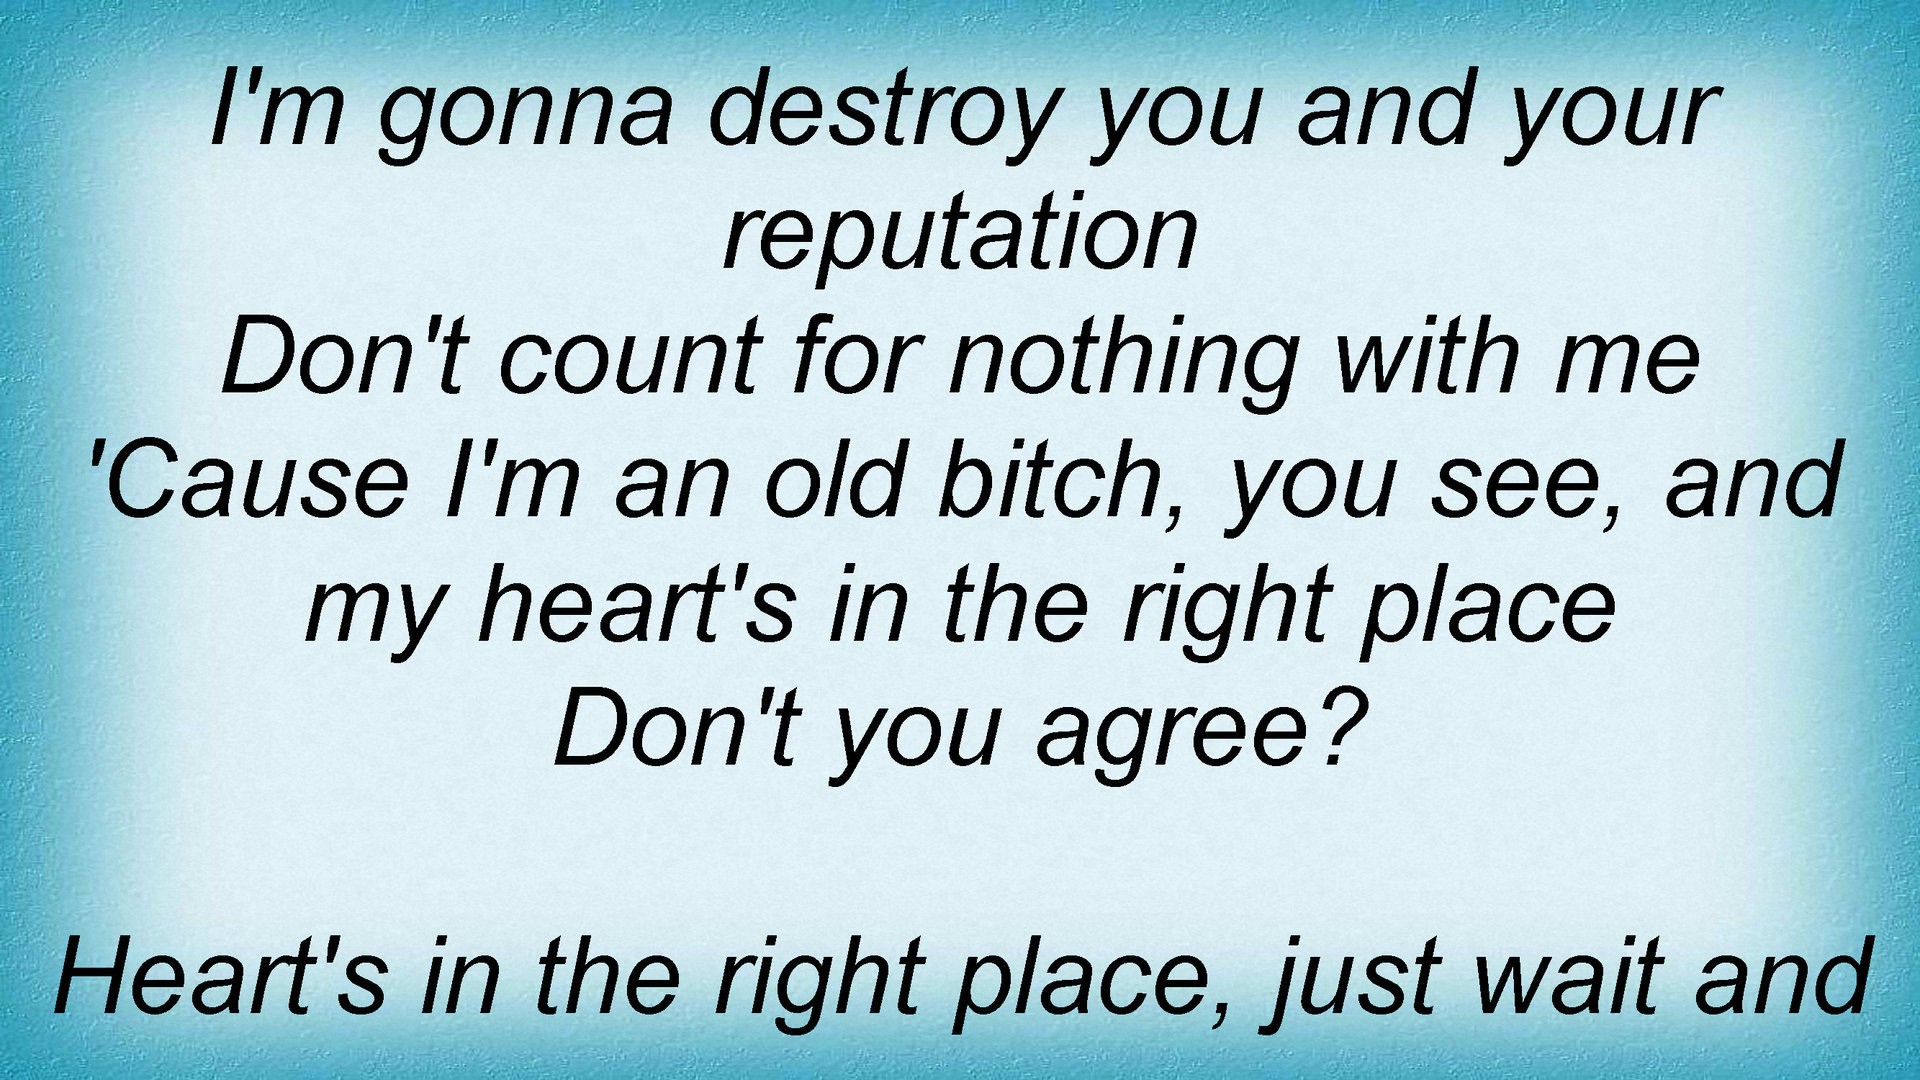 I'm gonna destroy you and your
reputation
Don't count for nothing with me
'Cause I'm an old bitch, you see, and
my heart's in the right place
Don't you agree?
Heart's in the right place, just wait and